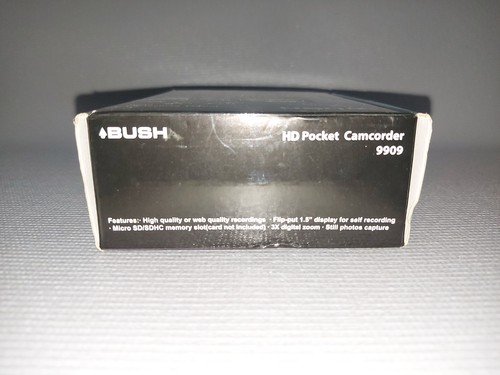 BUSH
HD Pocket Camcorder
9909
Features:· High quality or web quality recordings · Flip-out 1.5" display for self recording
· Micro SD/SDHC memory slot(card not included) · 3X digital zoom · Still photos capture